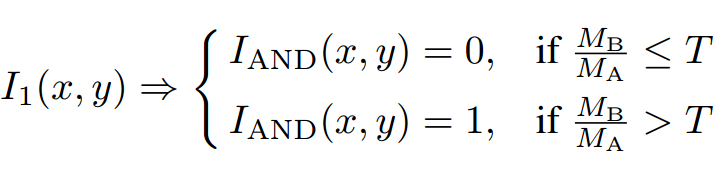 I₁(x, y) ⇒ { I_AND(x, y) = 0, if M_B/M_A ≤ T
I_AND(x, y) = 1, if M_B/M_A > T